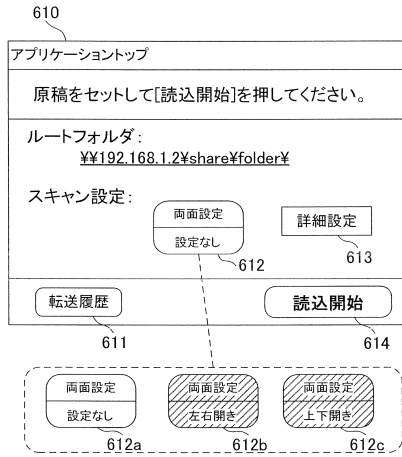 610
アプリケーショントップ
原稿をセットして[読込開始]を押してください。
ルートフォルダ:
¥¥192.168.1.2¥share¥folder¥
スキャン設定:
両面設定
設定なし
612
詳細設定
613
転送履歴
611
読込開始
614
両面設定
設定なし
612a
両面設定
左右開き
612b
両面設定
上下開き
612c